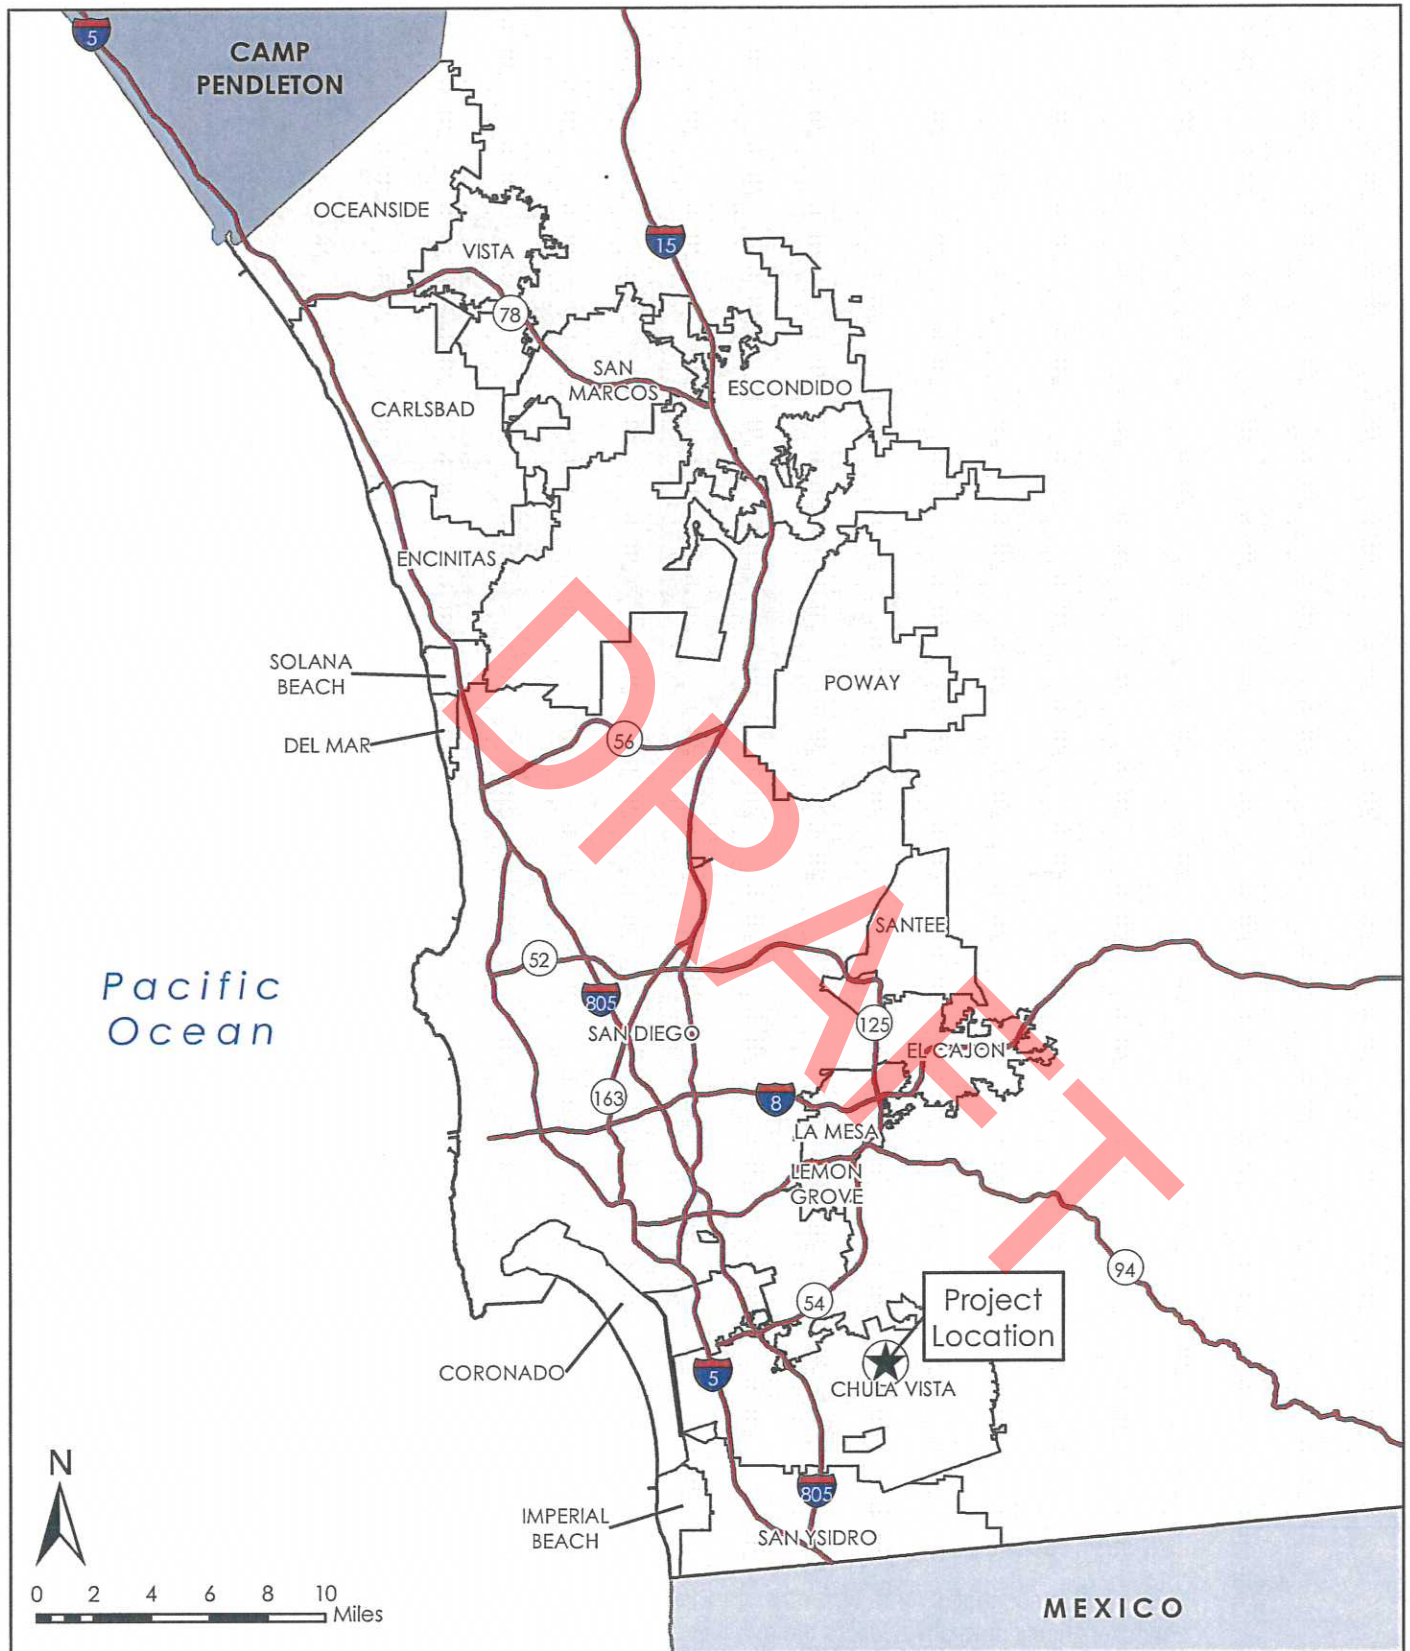 5
CAMP
PENDLETON
OCEANSIDE
VISTA
15
78
SAN
MARCOS
ESCONDIDO
CARLSBAD
ENCINITAS
SOLANA
BEACH
POWAY
DEL MAR
56
DRAFT
SANTEE
52
Pacific
Ocean
805
SAN DIEGO
125
EL CAJON
163
8
LA MESA
LEMON
GROVE
94
54
Project
Location
CORONADO
5
CHULA VISTA
N
805
IMPERIAL
BEACH
SAN YSIDRO
0 2 4 6 8 10
Miles
MEXICO